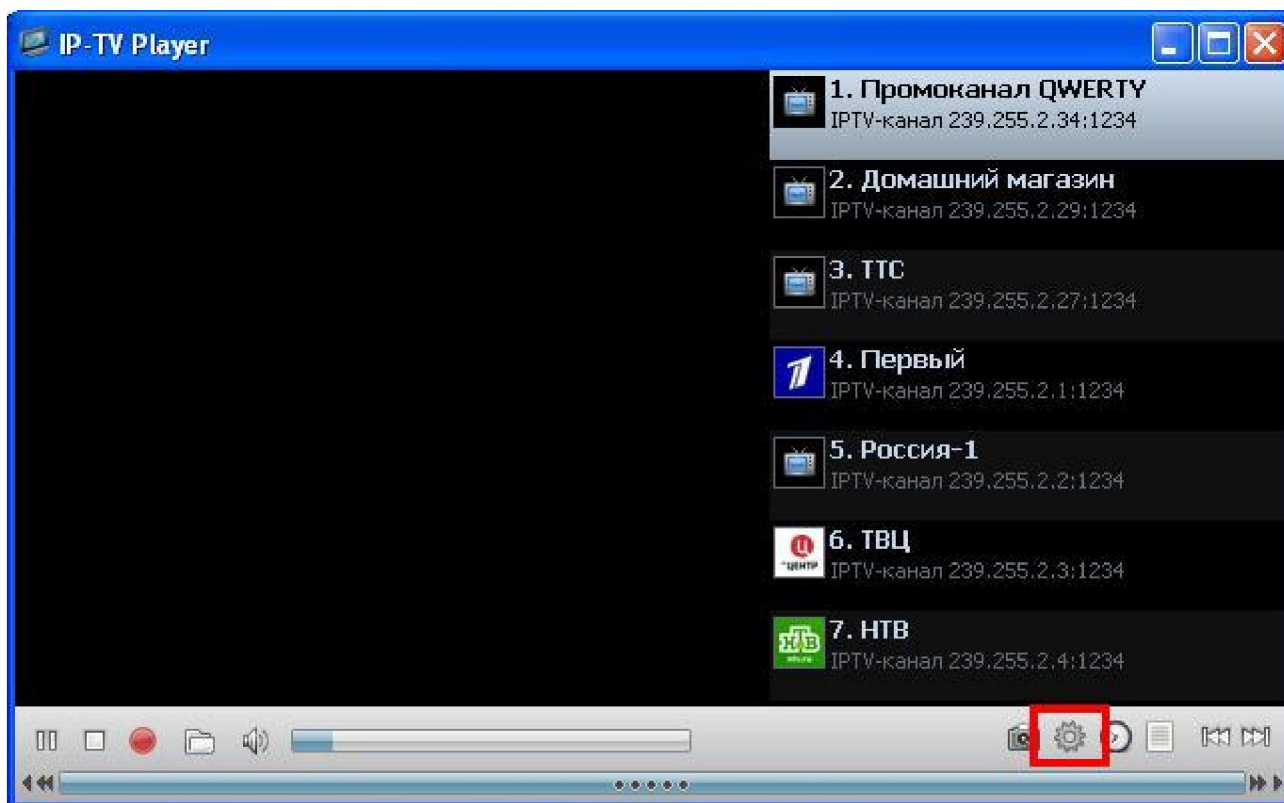 IP-TV Player
1. Промоканал QWERTY
IPTV-канал 239.255.2.34:1234
2. Домашний магазин
IPTV-канал 239.255.2.29:1234
3. ТТС
IPTV-канал 239.255.2.27:1234
4. Первый
IPTV-канал 239.255.2.1:1234
5. Россия-1
IPTV-канал 239.255.2.2:1234
6. ТВЦ
ЦЕНТР
IPTV-канал 239.255.2.3:1234
7. НТВ
НТВ
IPTV-канал 239.255.2.4:1234